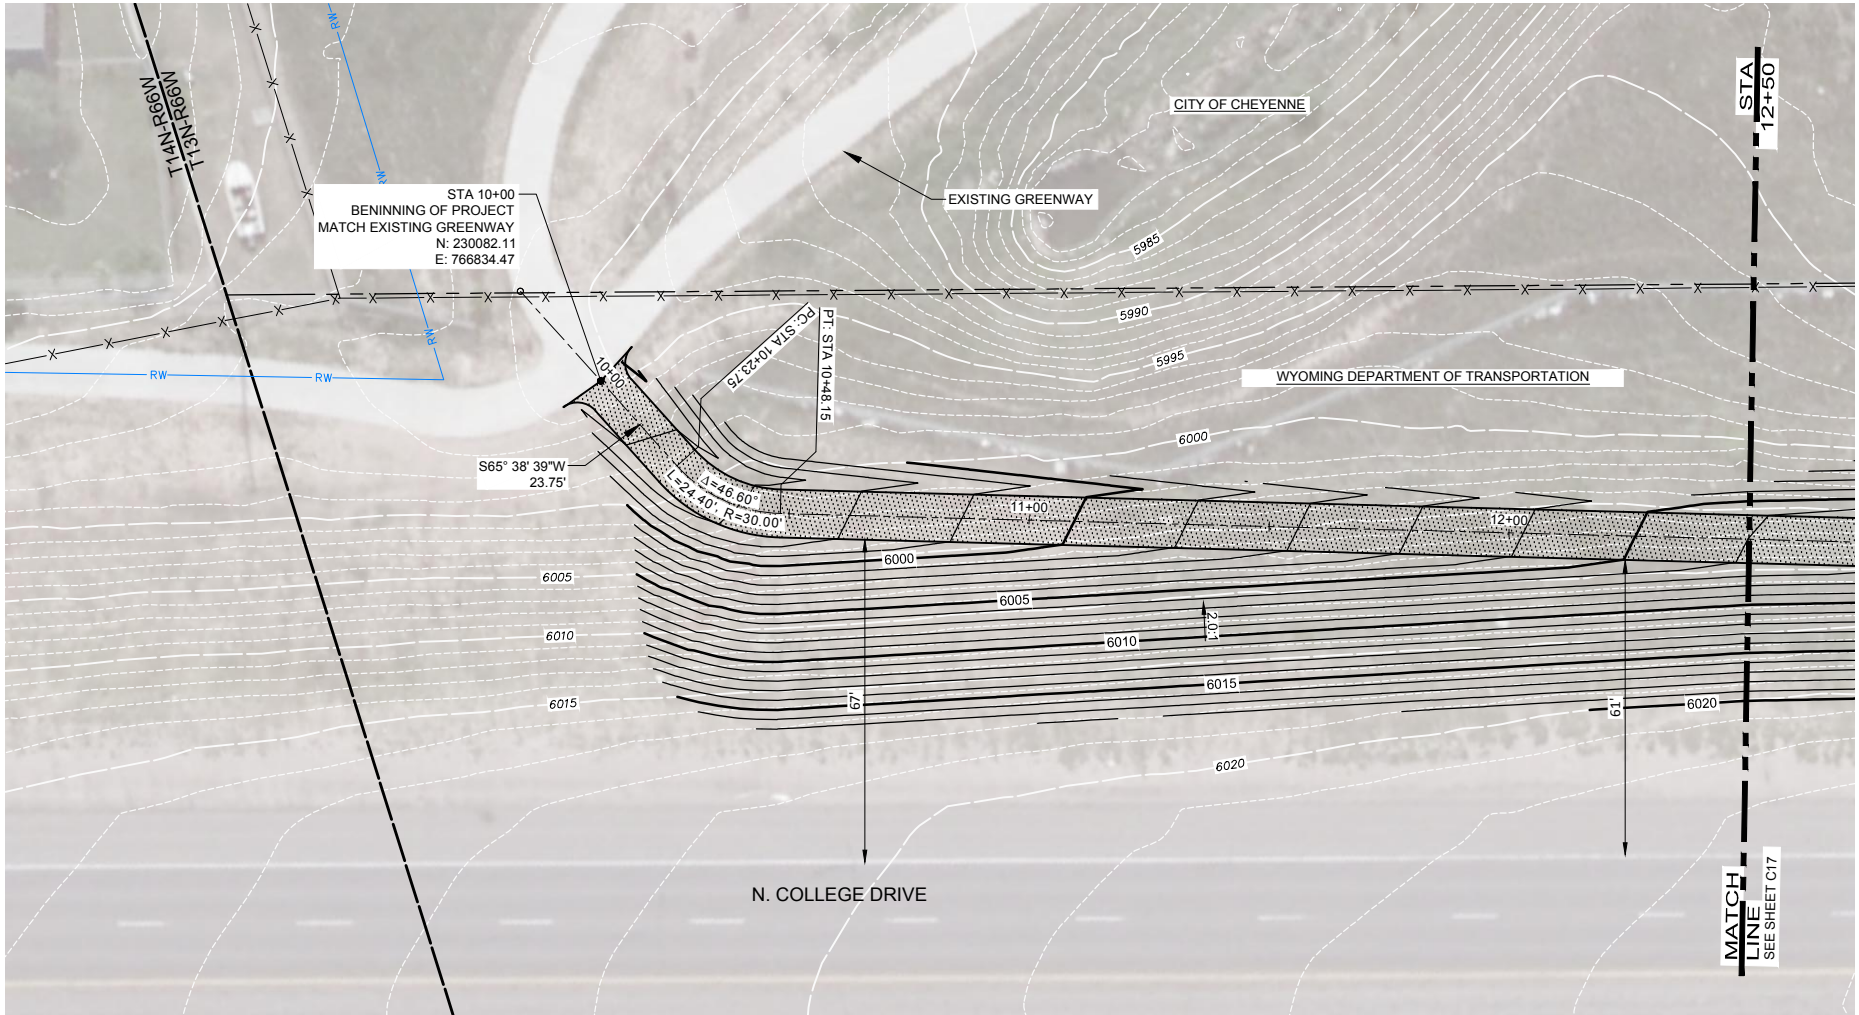 T14N-R66W
T13N-R66W
RW
RW
RW
RW
RW
STA 10+00
BENINNING OF PROJECT
MATCH EXISTING GREENWAY
N: 230082.11
E: 766834.47
CITY OF CHEYENNE
EXISTING GREENWAY
STA
12+50
5985
5990
5995
6000
WYOMING DEPARTMENT OF TRANSPORTATION
10+00
PC: STA 10+23.75
PT: STA 10+48.15
S65° 38' 39"W
23.75'
Δ=46.60°
L=24.40', R=30.00'
11+00
12+00
6000
6005
6005
6010
6010
2.0:1
6015
6015
67'
61'
6020
6020
N. COLLEGE DRIVE
MATCH
LINE
SEE SHEET C17